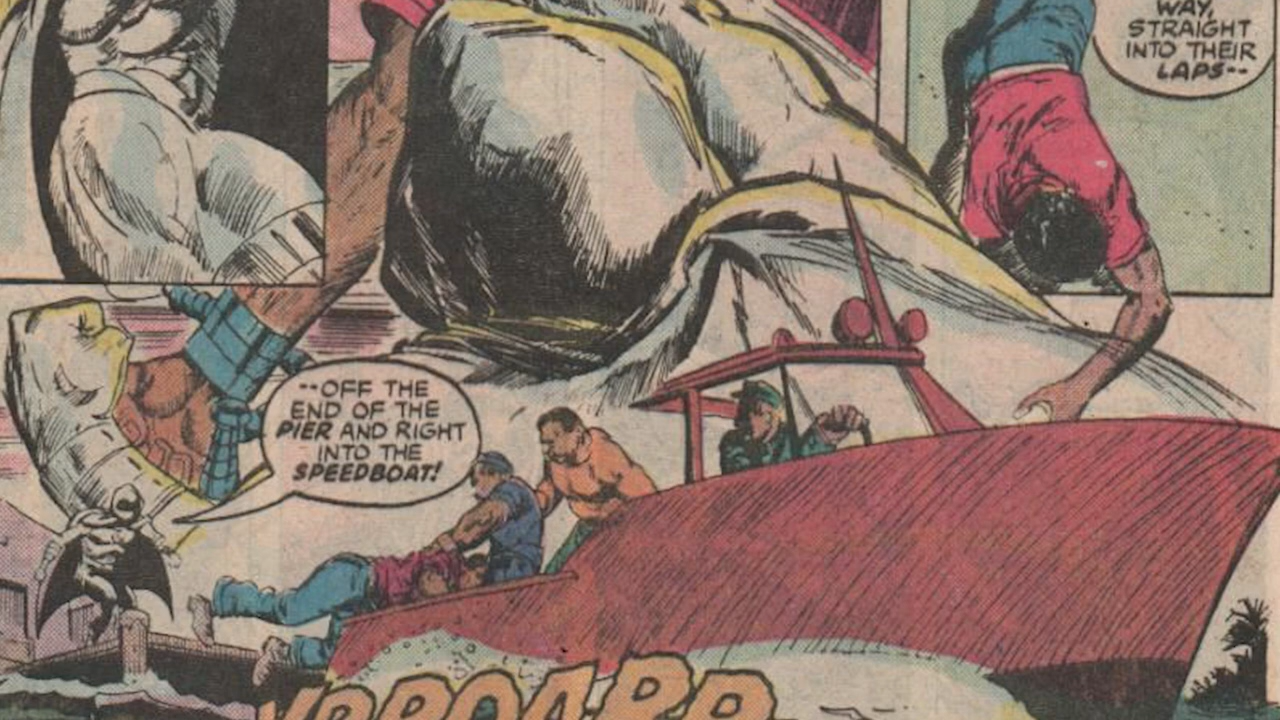 WAY,
STRAIGHT
INTO THEIR
LAPS--
--OFF THE
END OF THE
PIER AND RIGHT
INTO THE
SPEEDBOAT!